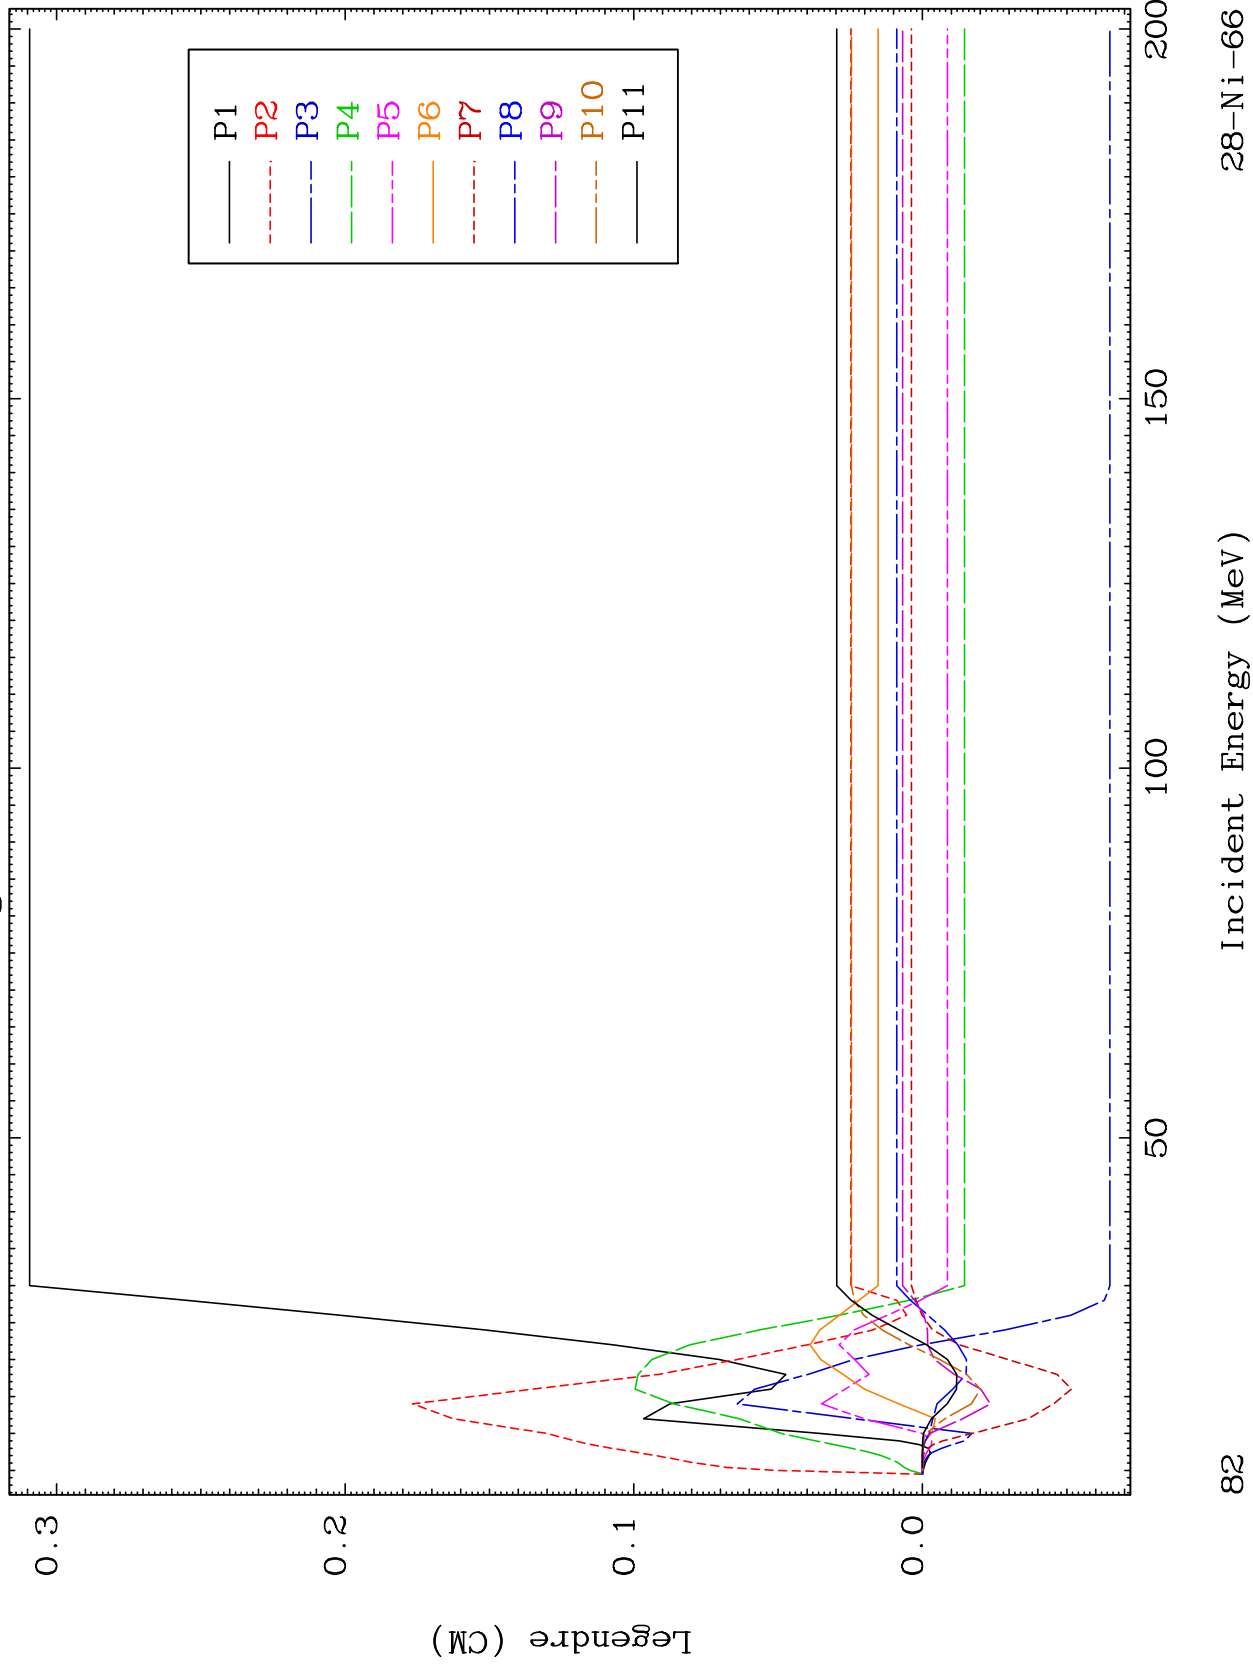 P1
P2
P3
P4
P5
P6
P7
P8
P9
P10
P11
0.3
0.2
0.1
0.0
Legendre (CM)
50
100
150
200
Incident Energy (MeV)
82
28-Ni-66